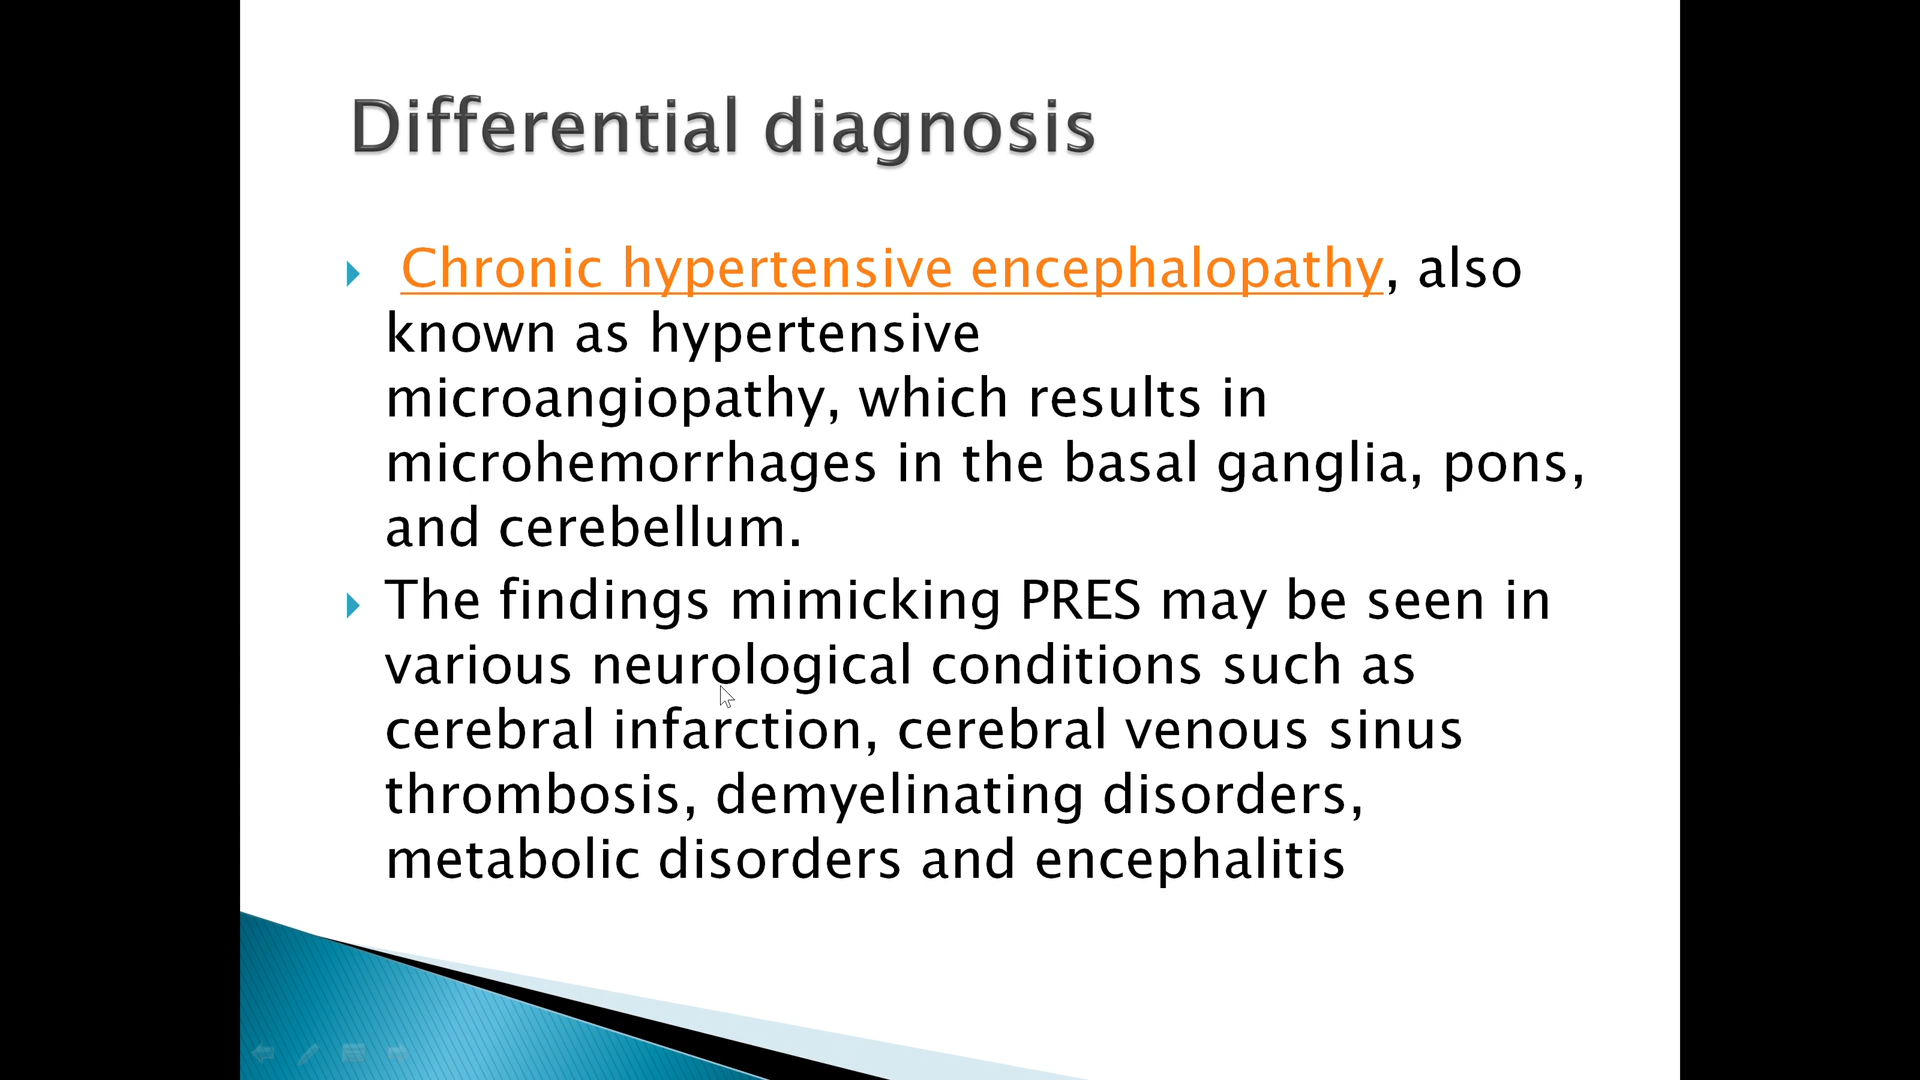 Differential diagnosis
Chronic hypertensive encephalopathy, also
known as hypertensive
microangiopathy, which results in
microhemorrhages in the basal ganglia, pons,
and cerebellum.
The findings mimicking PRES may be seen in
various neurological conditions such as
cerebral infarction, cerebral venous sinus
thrombosis, demyelinating disorders,
metabolic disorders and encephalitis